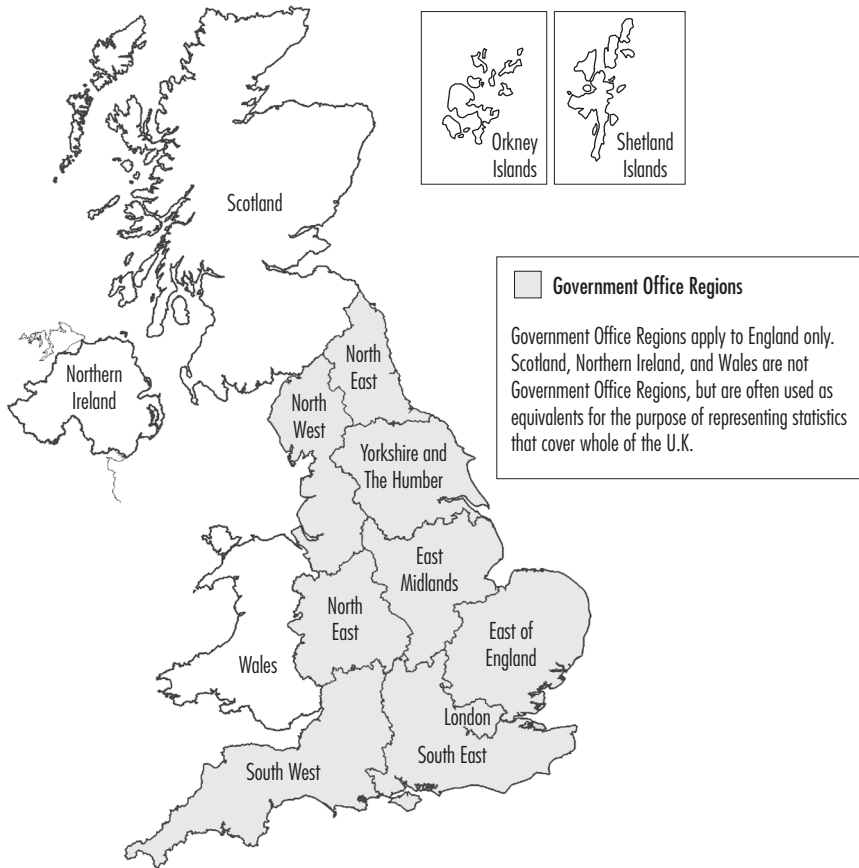 Orkney
Islands
Shetland
Islands
Scotland
Government Office Regions
Government Office Regions apply to England only.
Scotland, Northern Ireland, and Wales are not
Government Office Regions, but are often used as
equivalents for the purpose of representing statistics
that cover whole of the U.K.
Northern
Ireland
North
East
North
West
Yorkshire and
The Humber
East
Midlands
North
East
East of
England
Wales
London
South East
South West